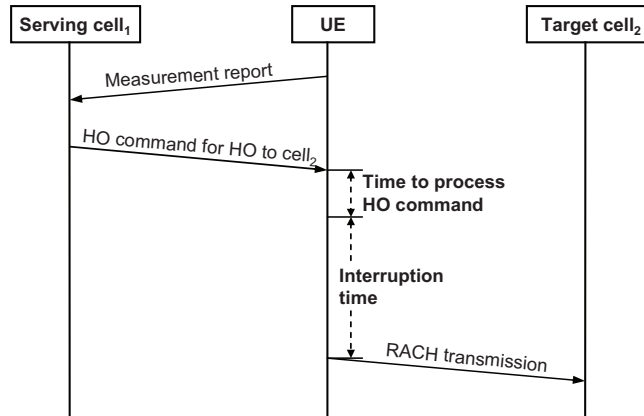 Serving cell₁
UE
Target cell₂
Measurement report
HO command for HO to cell₂
Time to process
HO command
Interruption
time
RACH transmission